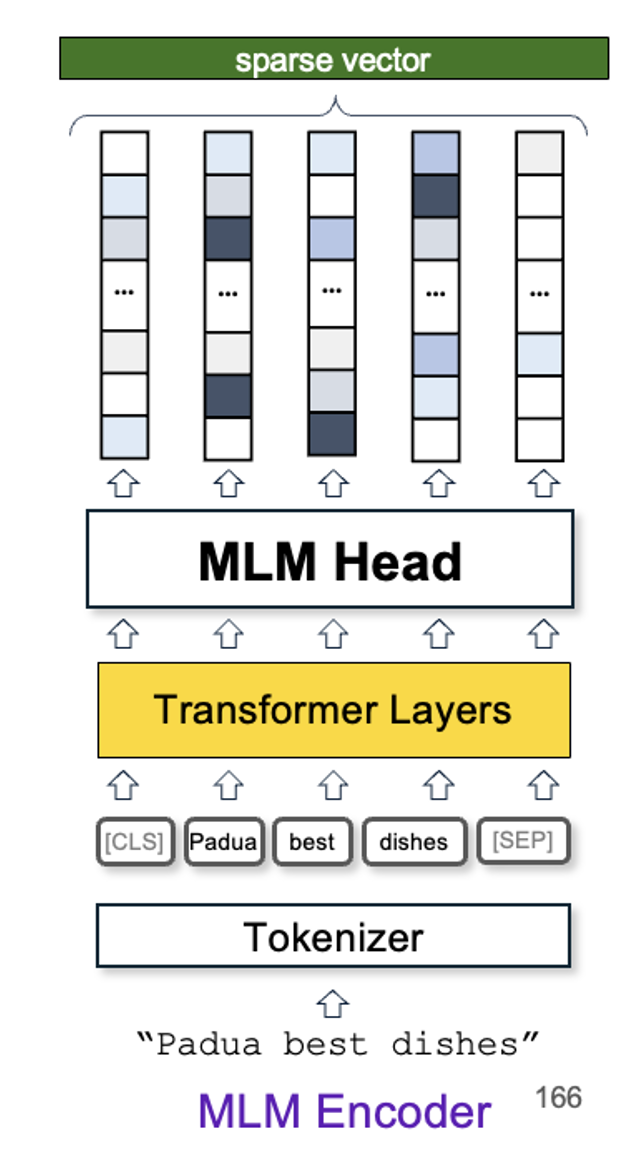 sparse vector
... ... ... ... ...
MLM Head
Transformer Layers
[CLS] Padua best dishes [SEP]
Tokenizer
“Padua best dishes”
MLM Encoder 166